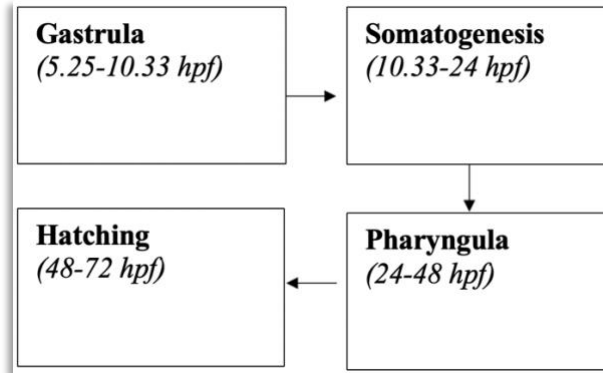 Gastrula
(5.25-10.33 hpf)
Somatogenesis
(10.33-24 hpf)
Pharyngula
(24-48 hpf)
Hatching
(48-72 hpf)